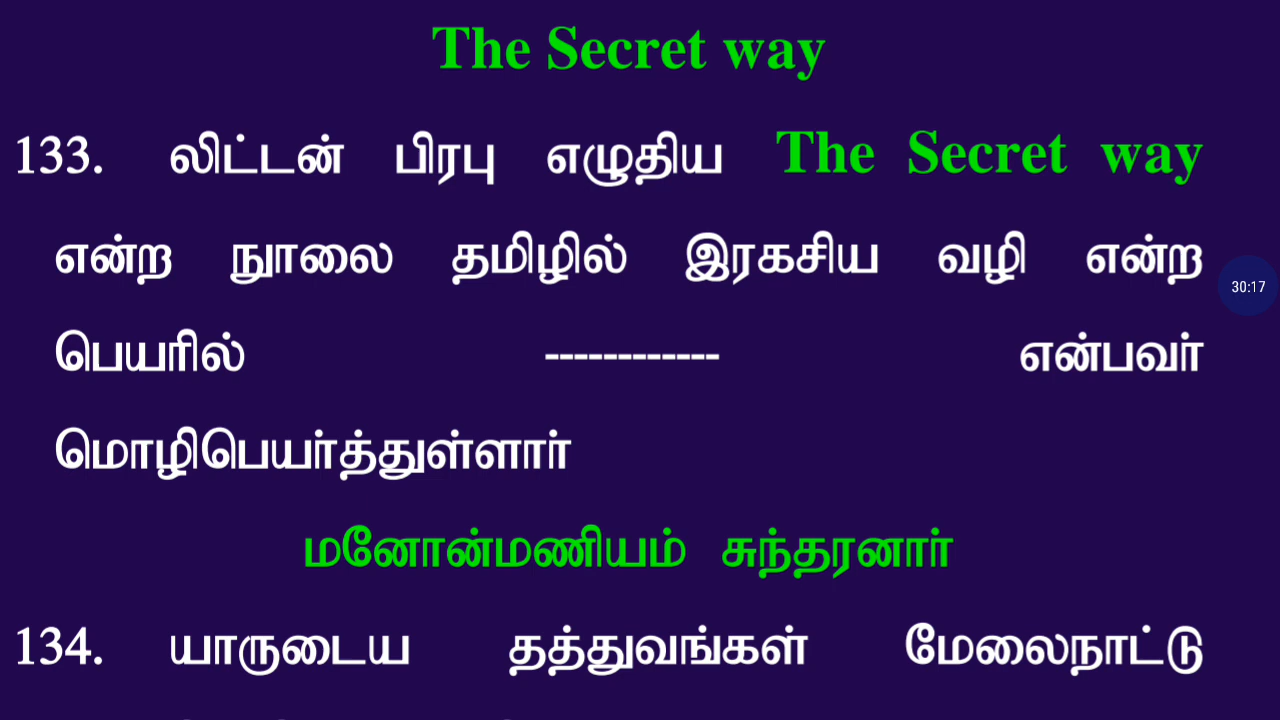 The Secret way
133. லிட்டன் பிரபு எழுதிய The Secret way
என்ற நுாலை தமிழில் இரகசிய வழி என்ற
பெயரில் ------------ என்பவர்
மொழிபெயர்த்துள்ளார்
மனோன்மணியம் சுந்தரனார்
134. யாருடைய தத்துவங்கள் மேலைநாட்டு
30:17